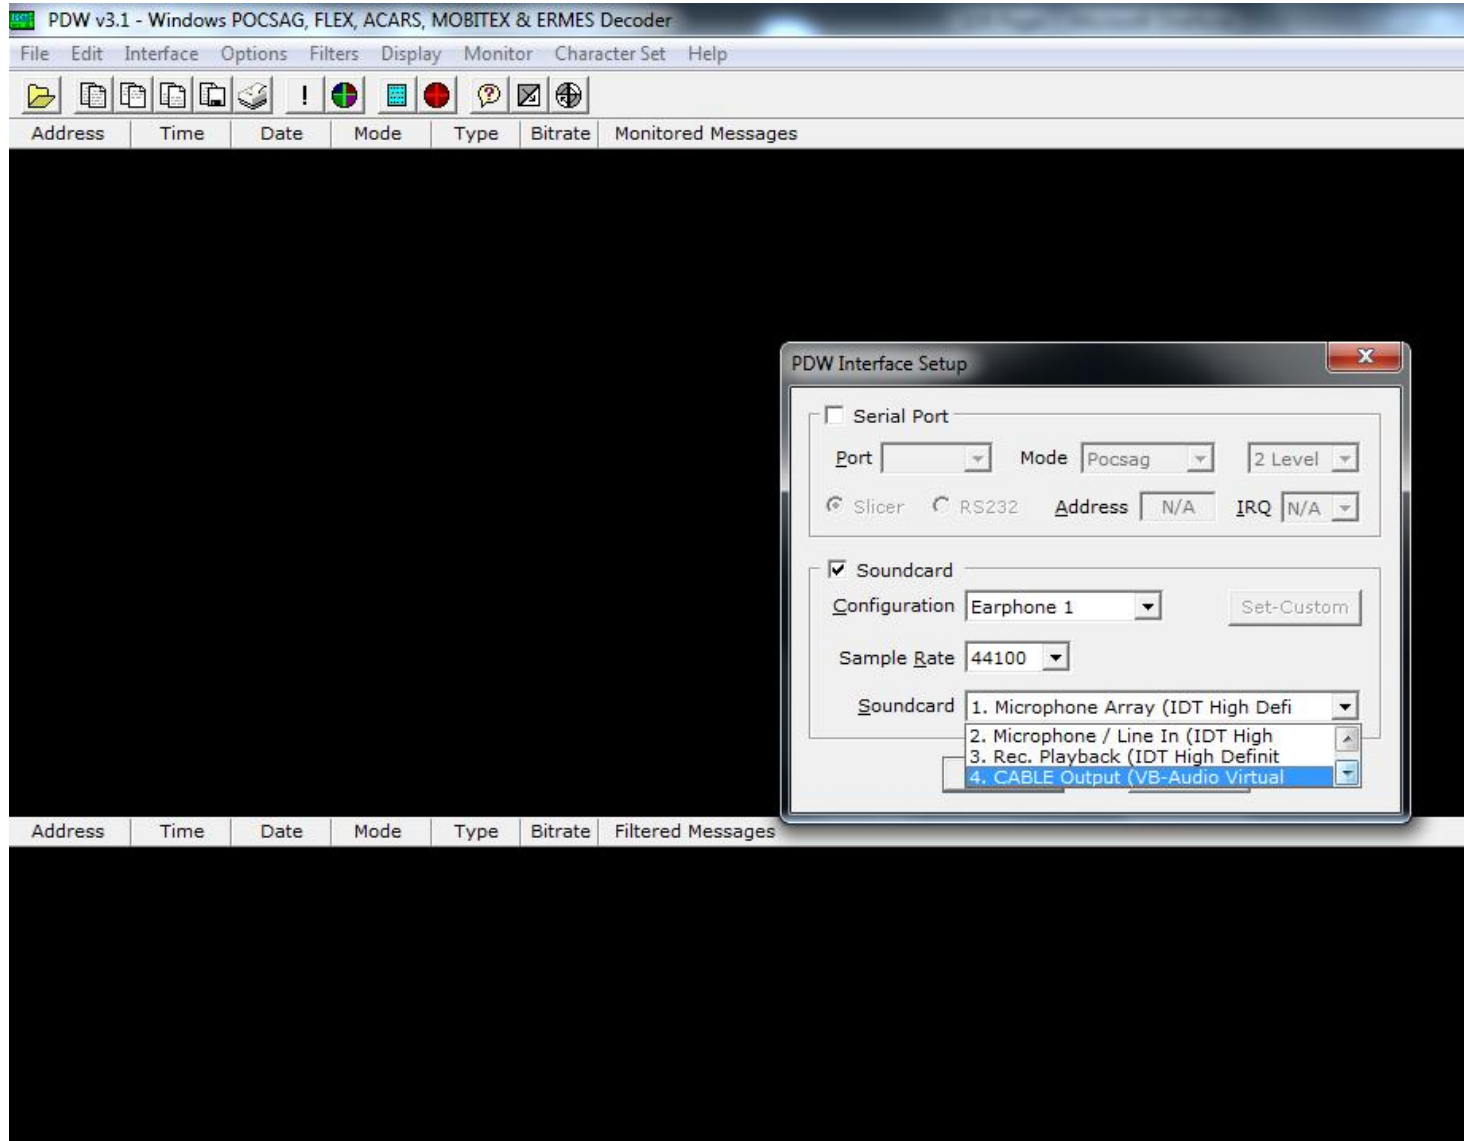 PDW v3.1 - Windows POCSAG, FLEX, ACARS, MOBITEX & ERMES Decoder
File Edit Interface Options Filters Display Monitor Character Set Help
Address Time Date Mode Type Bitrate Monitored Messages
PDW Interface Setup
Serial Port
Port Mode Pocsag 2 Level
Slicer RS232 Address N/A IRQ N/A
Soundcard
Configuration Earphone 1 Set-Custom
Sample Rate 44100
Soundcard 1. Microphone Array (IDT High Defi
2. Microphone / Line In (IDT High
3. Rec. Playback (IDT High Definit
4. CABLE Output (VB-Audio Virtual
Address Time Date Mode Type Bitrate Filtered Messages